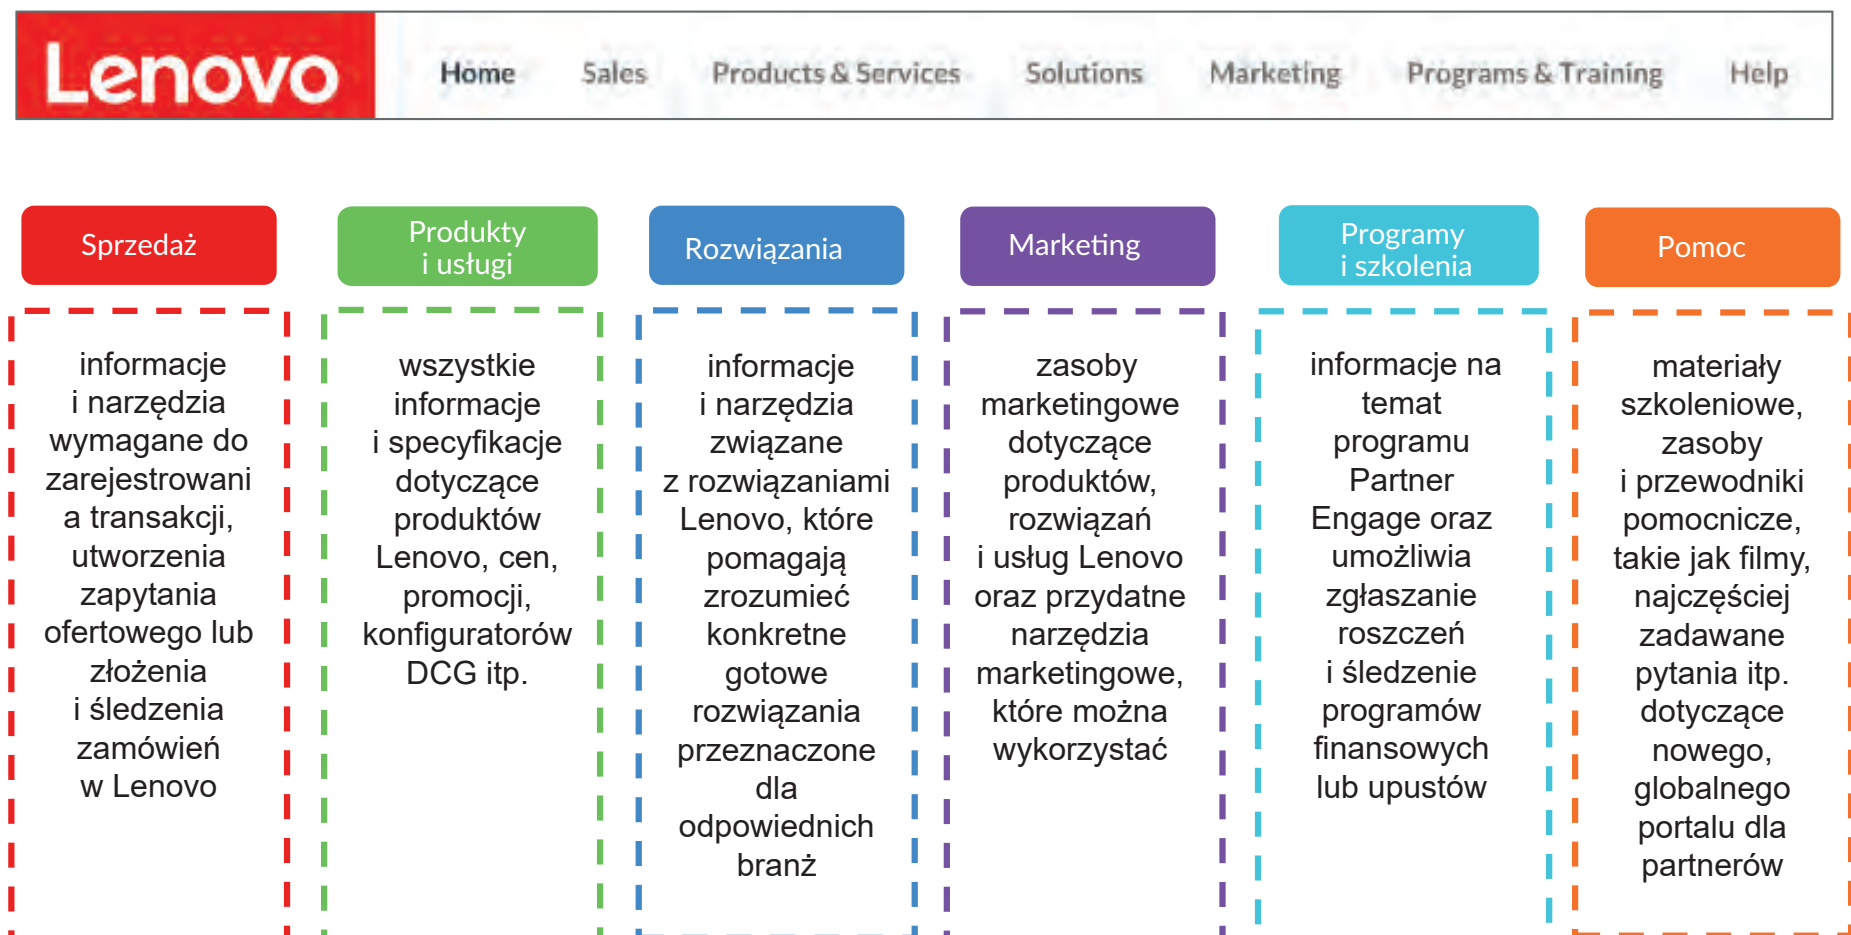 Lenovo
Home Sales Products & Services Solutions Marketing Programs & Training Help
Sprzedaż
informacje
i narzędzia
wymagane do
zarejestrowani
a transakcji,
utworzenia
zapytania
ofertowego lub
złożenia
i śledzenia
zamówień
w Lenovo
Produkty
i usługi
wszystkie
informacje
i specyfikacje
dotyczące
produktów
Lenovo, cen,
promocji,
konfiguratorów
DCG itp.
Rozwiązania
informacje
i narzędzia
związane
z rozwiązaniami
Lenovo, które
pomagają
zrozumieć
konkretne
gotowe
rozwiązania
przeznaczone
dla
odpowiednich
branż
Marketing
zasoby
marketingowe
dotyczące
produktów,
rozwiązań
i usług Lenovo
oraz przydatne
narzędzia
marketingowe,
które można
wykorzystać
Programy
i szkolenia
informacje na
temat
programu
Partner
Engage oraz
umożliwia
zgłaszanie
roszczeń
i śledzenie
programów
finansowych
lub upustów
Pomoc
materiały
szkoleniowe,
zasoby
i przewodniki
pomocnicze,
takie jak filmy,
najczęściej
zadawane
pytania itp.
dotyczące
nowego,
globalnego
portalu dla
partnerów